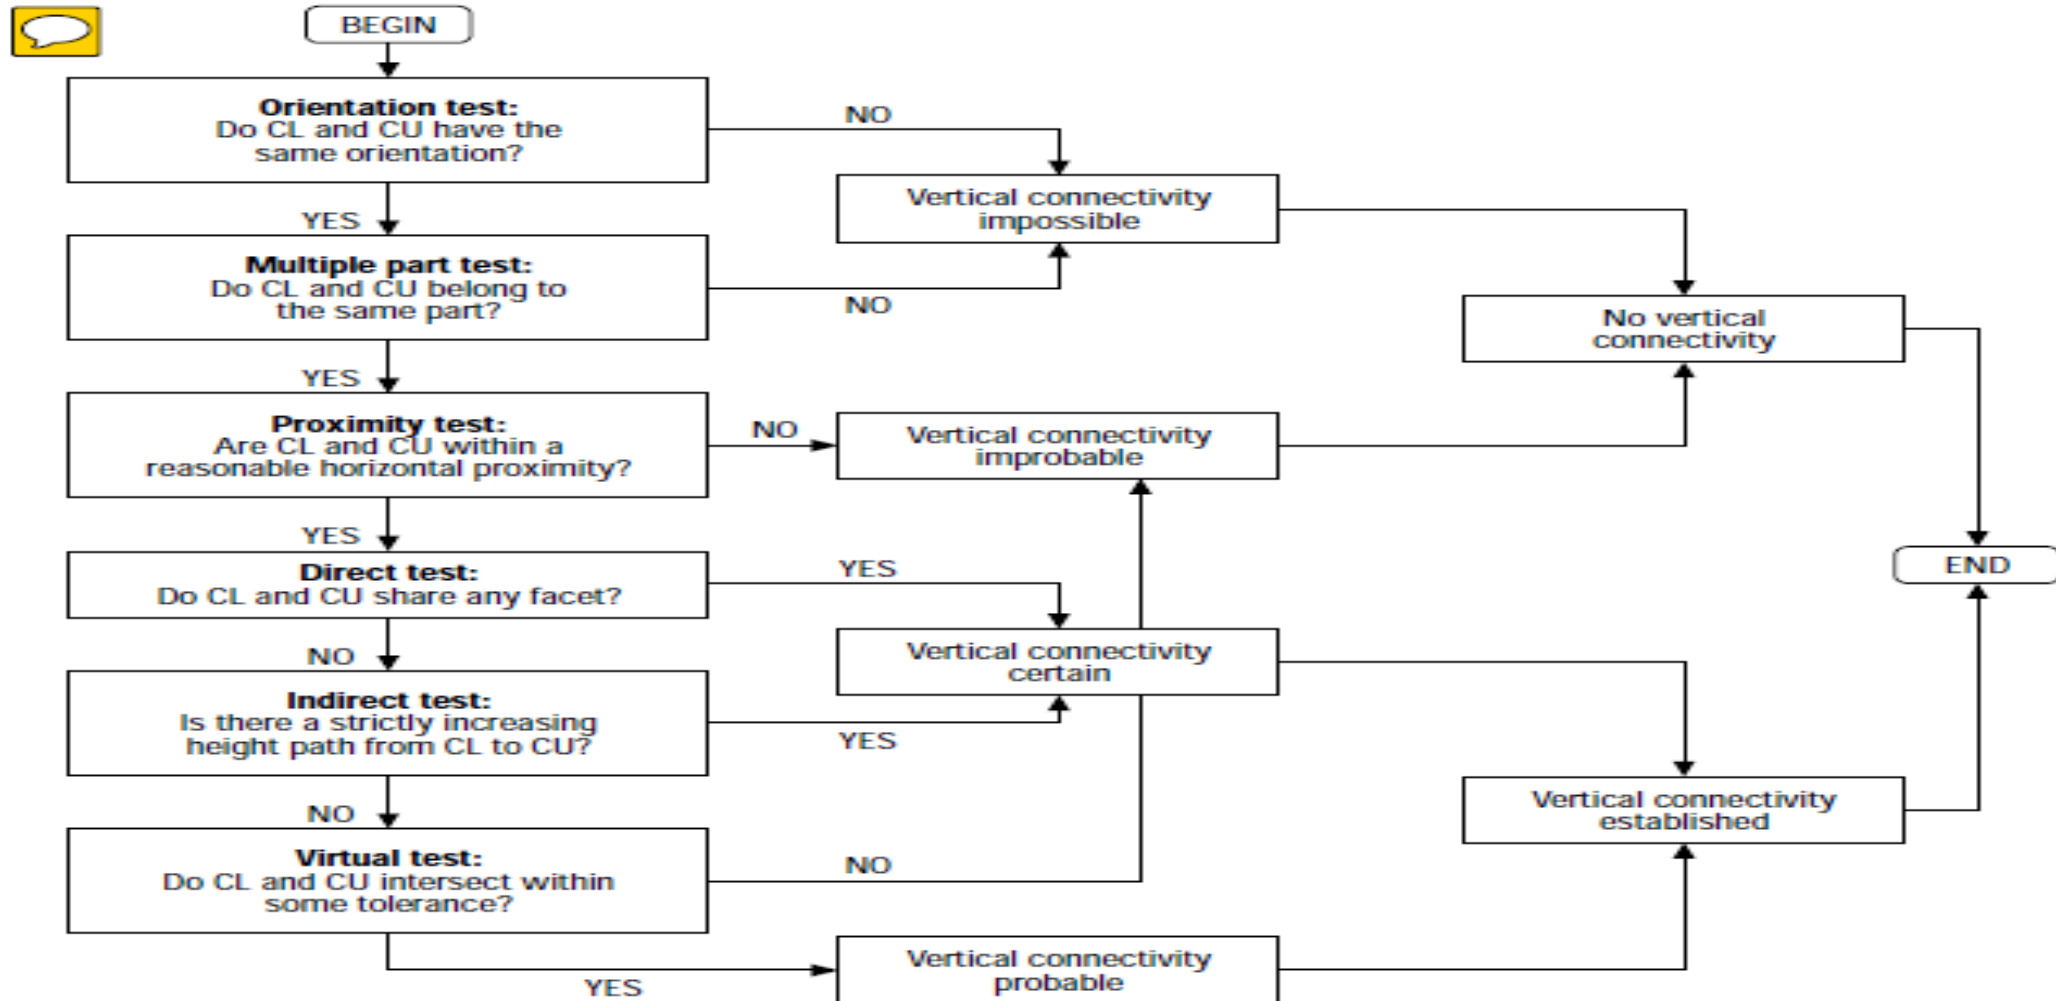 BEGIN
Orientation test:
Do CL and CU have the
same orientation?
NO
Vertical connectivity
impossible
YES
Multiple part test:
Do CL and CU belong to
the same part?
NO
No vertical
connectivity
YES
Proximity test:
Are CL and CU within a
reasonable horizontal proximity?
NO
Vertical connectivity
improbable
YES
Direct test:
Do CL and CU share any facet?
YES
END
NO
Vertical connectivity
certain
Indirect test:
Is there a strictly increasing
height path from CL to CU?
YES
NO
Vertical connectivity
established
Virtual test:
Do CL and CU intersect within
some tolerance?
NO
YES
Vertical connectivity
probable